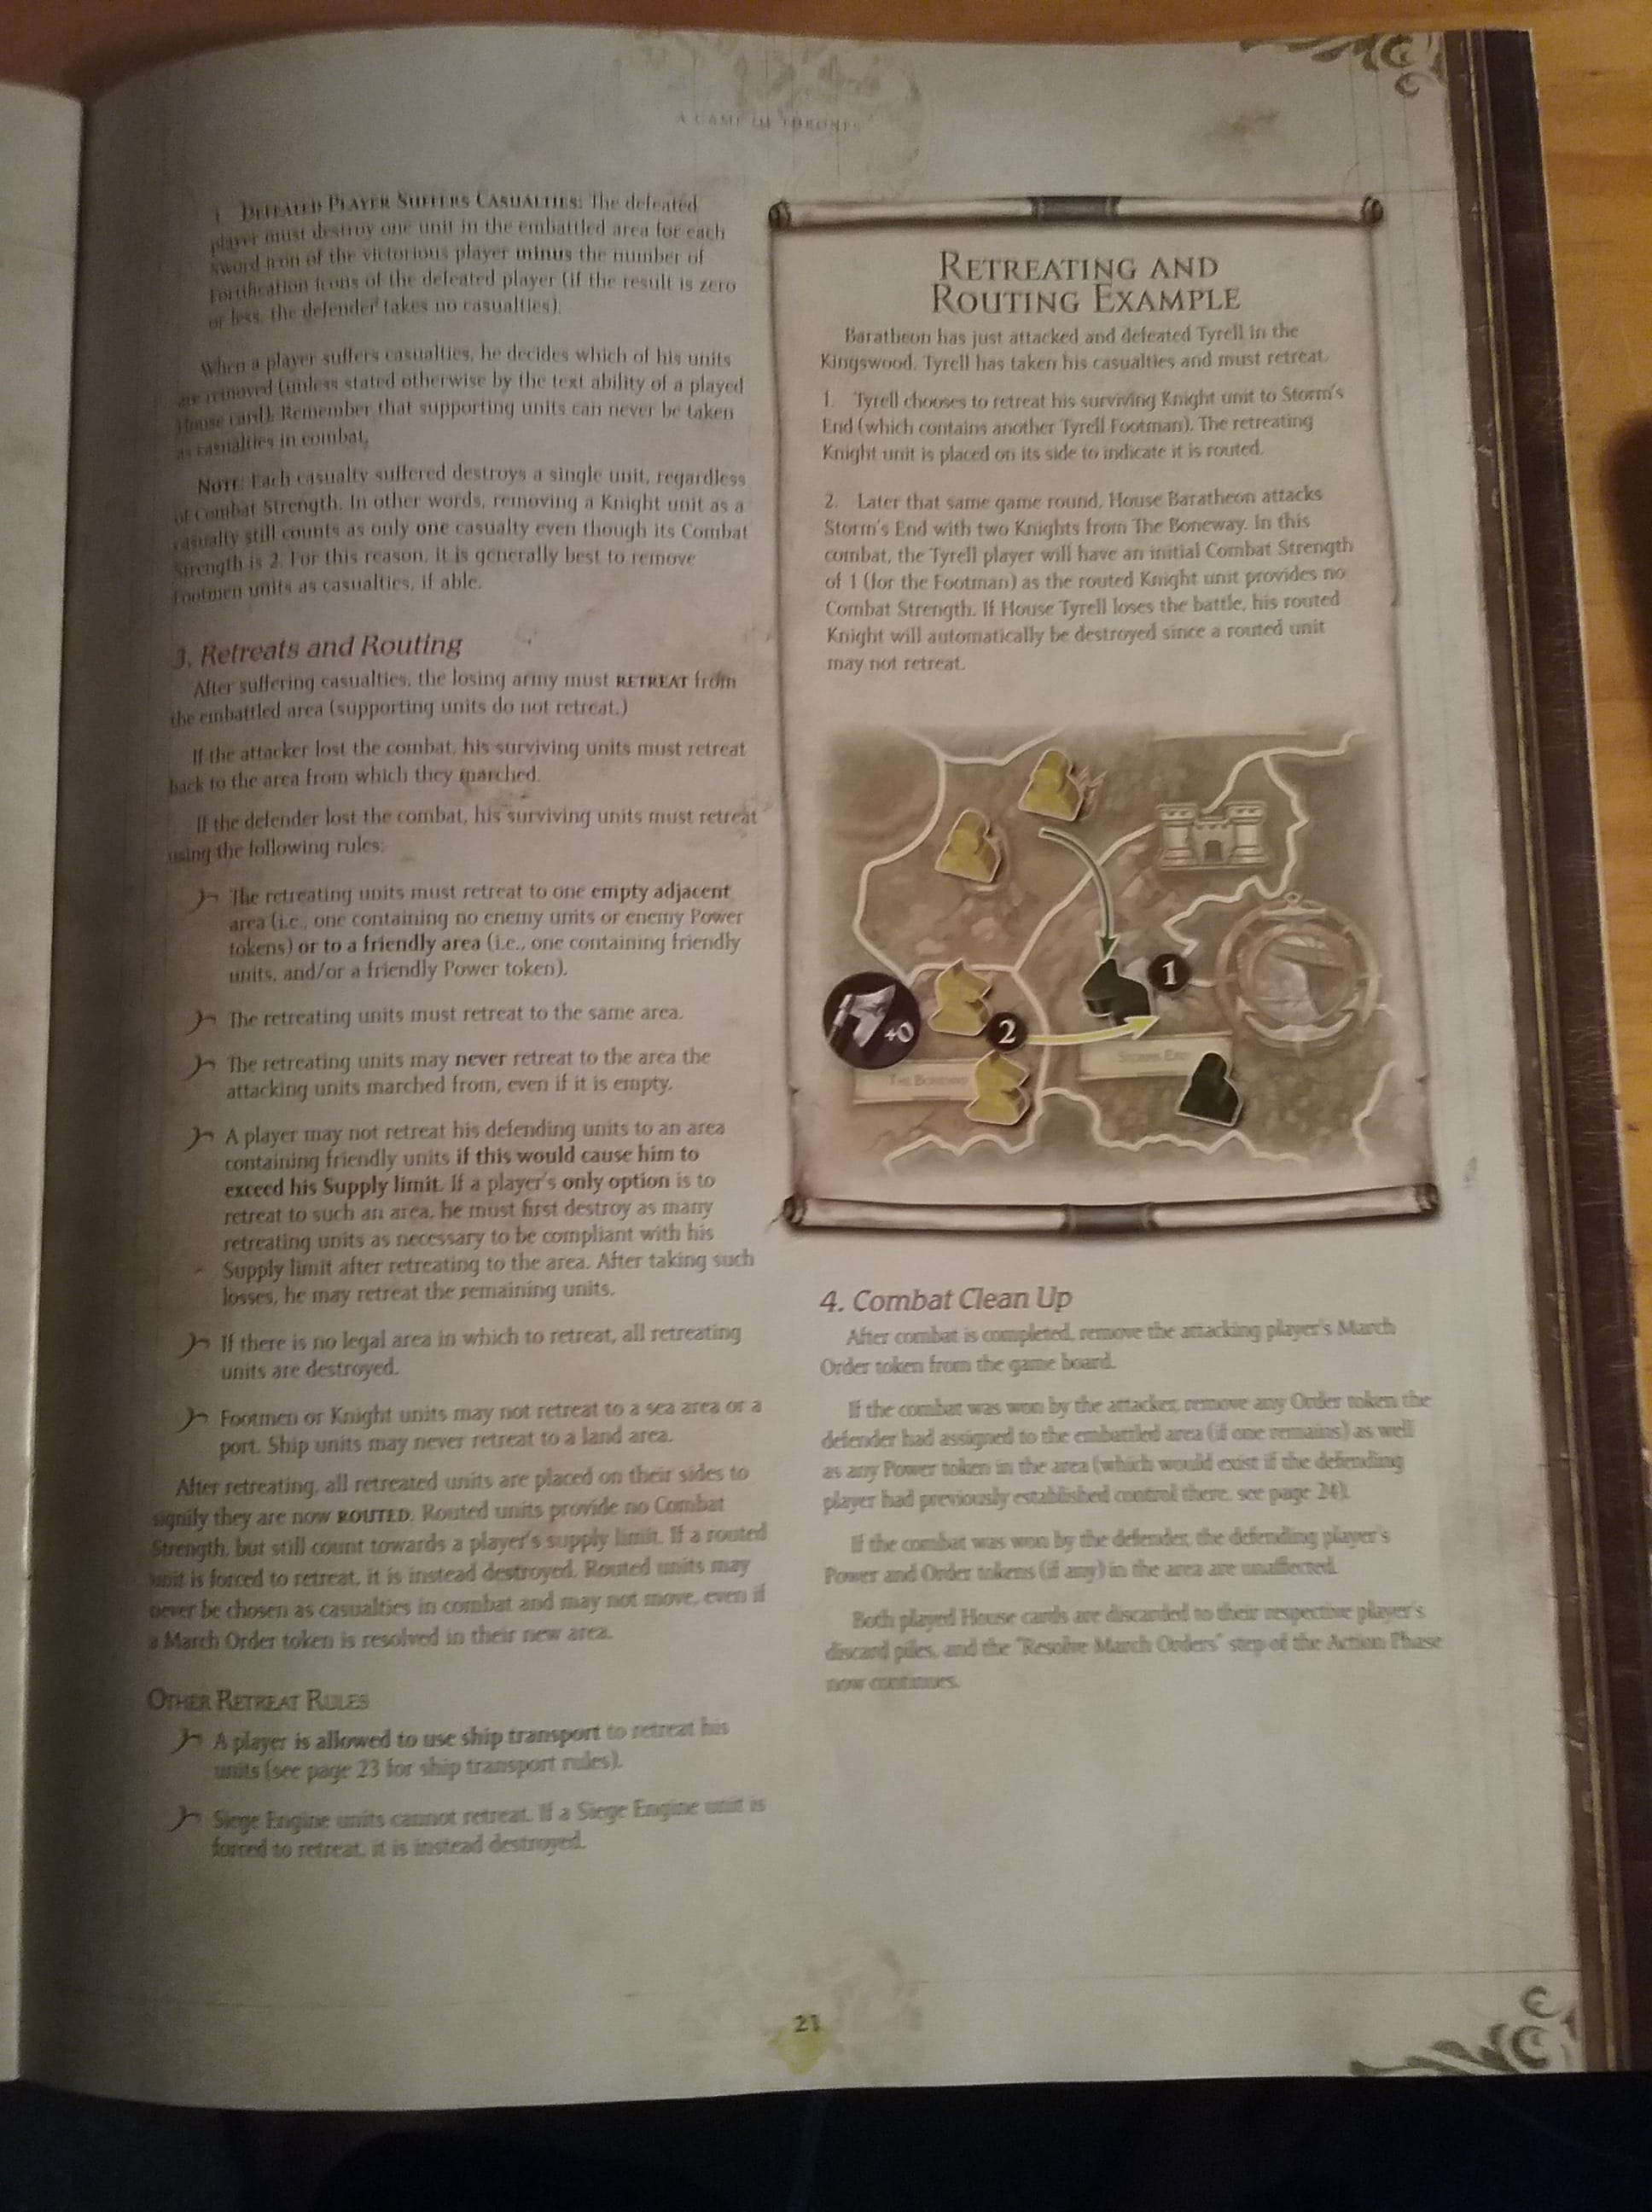 A GAME OF THRONES
DEFEATED PLAYER SUFFERS CASUALTIES: The defeated
player must destroy one unit in the embattled area for each
sword icon of the victorious player minus the number of
Fortification icons of the defeated player (if the result is zero
or less, the defender takes no casualties).
When a player suffers casualties, he decides which of his units
are removed (unless stated otherwise by the text ability of a played
House card). Remember that supporting units can never be taken
as casualties in combat.
NOTE: Each casualty suffered destroys a single unit, regardless
of Combat Strength. In other words, removing a Knight unit as a
casualty still counts as only one casualty even though its Combat
Strength is 2. For this reason, it is generally best to remove
Footmen units as casualties, if able.
3. Retreats and Routing
After suffering casualties, the losing army must RETREAT from
the embattled area (supporting units do not retreat.)
If the attacker lost the combat, his surviving units must retreat
back to the area from which they marched.
If the defender lost the combat, his surviving units must retreat
using the following rules:
The retreating units must retreat to one empty adjacent
area (i.e., one containing no enemy units or enemy Power
tokens) or to a friendly area (i.e., one containing friendly
units, and/or a friendly Power token).
The retreating units must retreat to the same area.
The retreating units may never retreat to the area the
attacking units marched from, even if it is empty.
A player may not retreat his defending units to an area
containing friendly units if this would cause him to
exceed his Supply limit. If a player's only option is to
retreat to such an area, he must first destroy as many
retreating units as necessary to be compliant with his
Supply limit after retreating to the area. After taking such
losses, he may retreat the remaining units.
If there is no legal area in which to retreat, all retreating
units are destroyed.
Footmen or Knight units may not retreat to a sea area or a
port. Ship units may never retreat to a land area.
After retreating, all retreated units are placed on their sides to
signify they are now ROUTED. Routed units provide no Combat
Strength, but still count towards a player's supply limit. If a routed
unit is forced to retreat, it is instead destroyed. Routed units may
never be chosen as casualties in combat and may not move, even if
a March Order token is resolved in their new area.
OTHER RETREAT RULES
A player is allowed to use ship transport to retreat his
units (see page 23 for ship transport rules).
Siege Engine units cannot retreat. If a Siege Engine unit is
forced to retreat, it is instead destroyed.
RETREATING AND
ROUTING EXAMPLE
Baratheon has just attacked and defeated Tyrell in the
Kingswood. Tyrell has taken his casualties and must retreat.
1. Tyrell chooses to retreat his surviving Knight unit to Storm's
End (which contains another Tyrell Footman). The retreating
Knight unit is placed on its side to indicate it is routed.
2. Later that same game round, House Baratheon attacks
Storm's End with two Knights from The Boneway. In this
combat, the Tyrell player will have an initial Combat Strength
of 1 (for the Footman) as the routed Knight unit provides no
Combat Strength. If House Tyrell loses the battle, his routed
Knight will automatically be destroyed since a routed unit
may not retreat.
1
+0
2
STORMS END
THE BONEWAY
4. Combat Clean Up
After combat is completed, remove the attacking player's March
Order token from the game board.
If the combat was won by the attacker, remove any Order token the
defender had assigned to the embattled area (if one remains) as well
as any Power token in the area (which would exist if the defending
player had previously established control there, see page 24).
If the combat was won by the defender, the defending player's
Power and Order tokens (if any) in the area are unaffected.
Both played House cards are discarded to their respective player's
discard piles, and the "Resolve March Orders" step of the Action Phase
now continues.
21